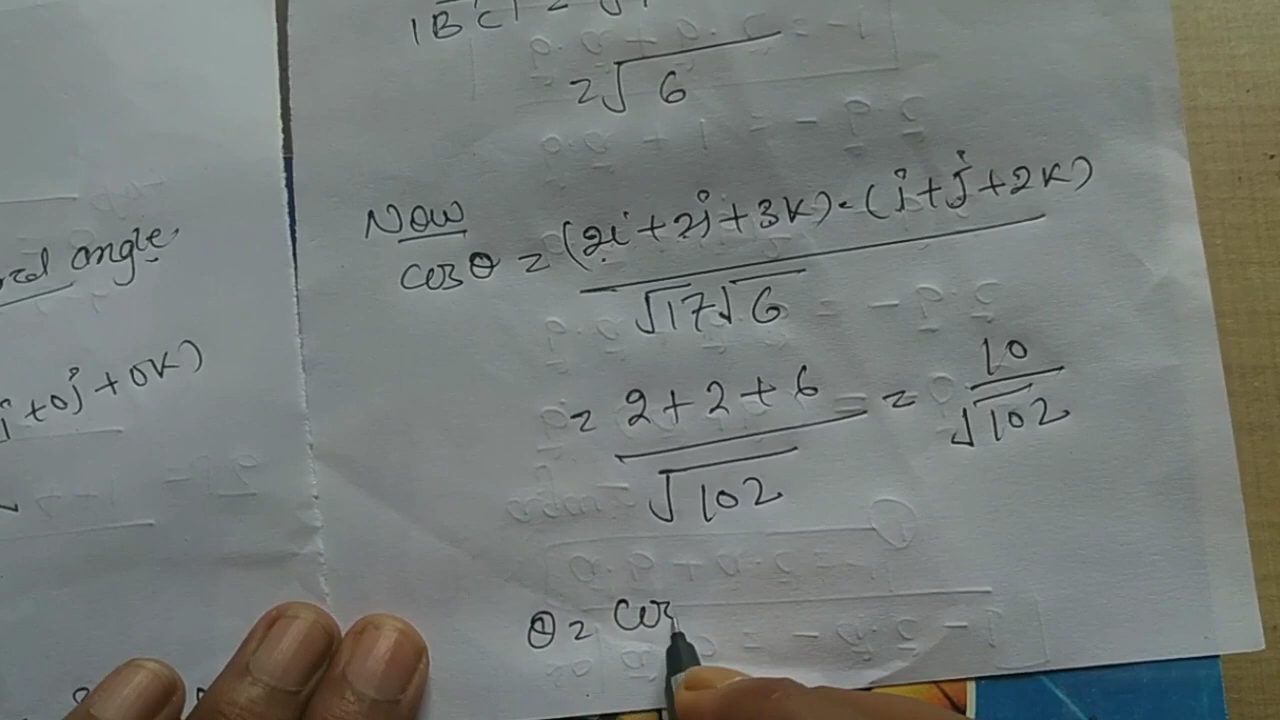 |BC| = √
= √6
Now
cosθ = (2i+2j+3k)·(i+j+2k)
√17√6
= 2+2+6 = 10
√102 √102
θ = cos
angle
+0j+0k)